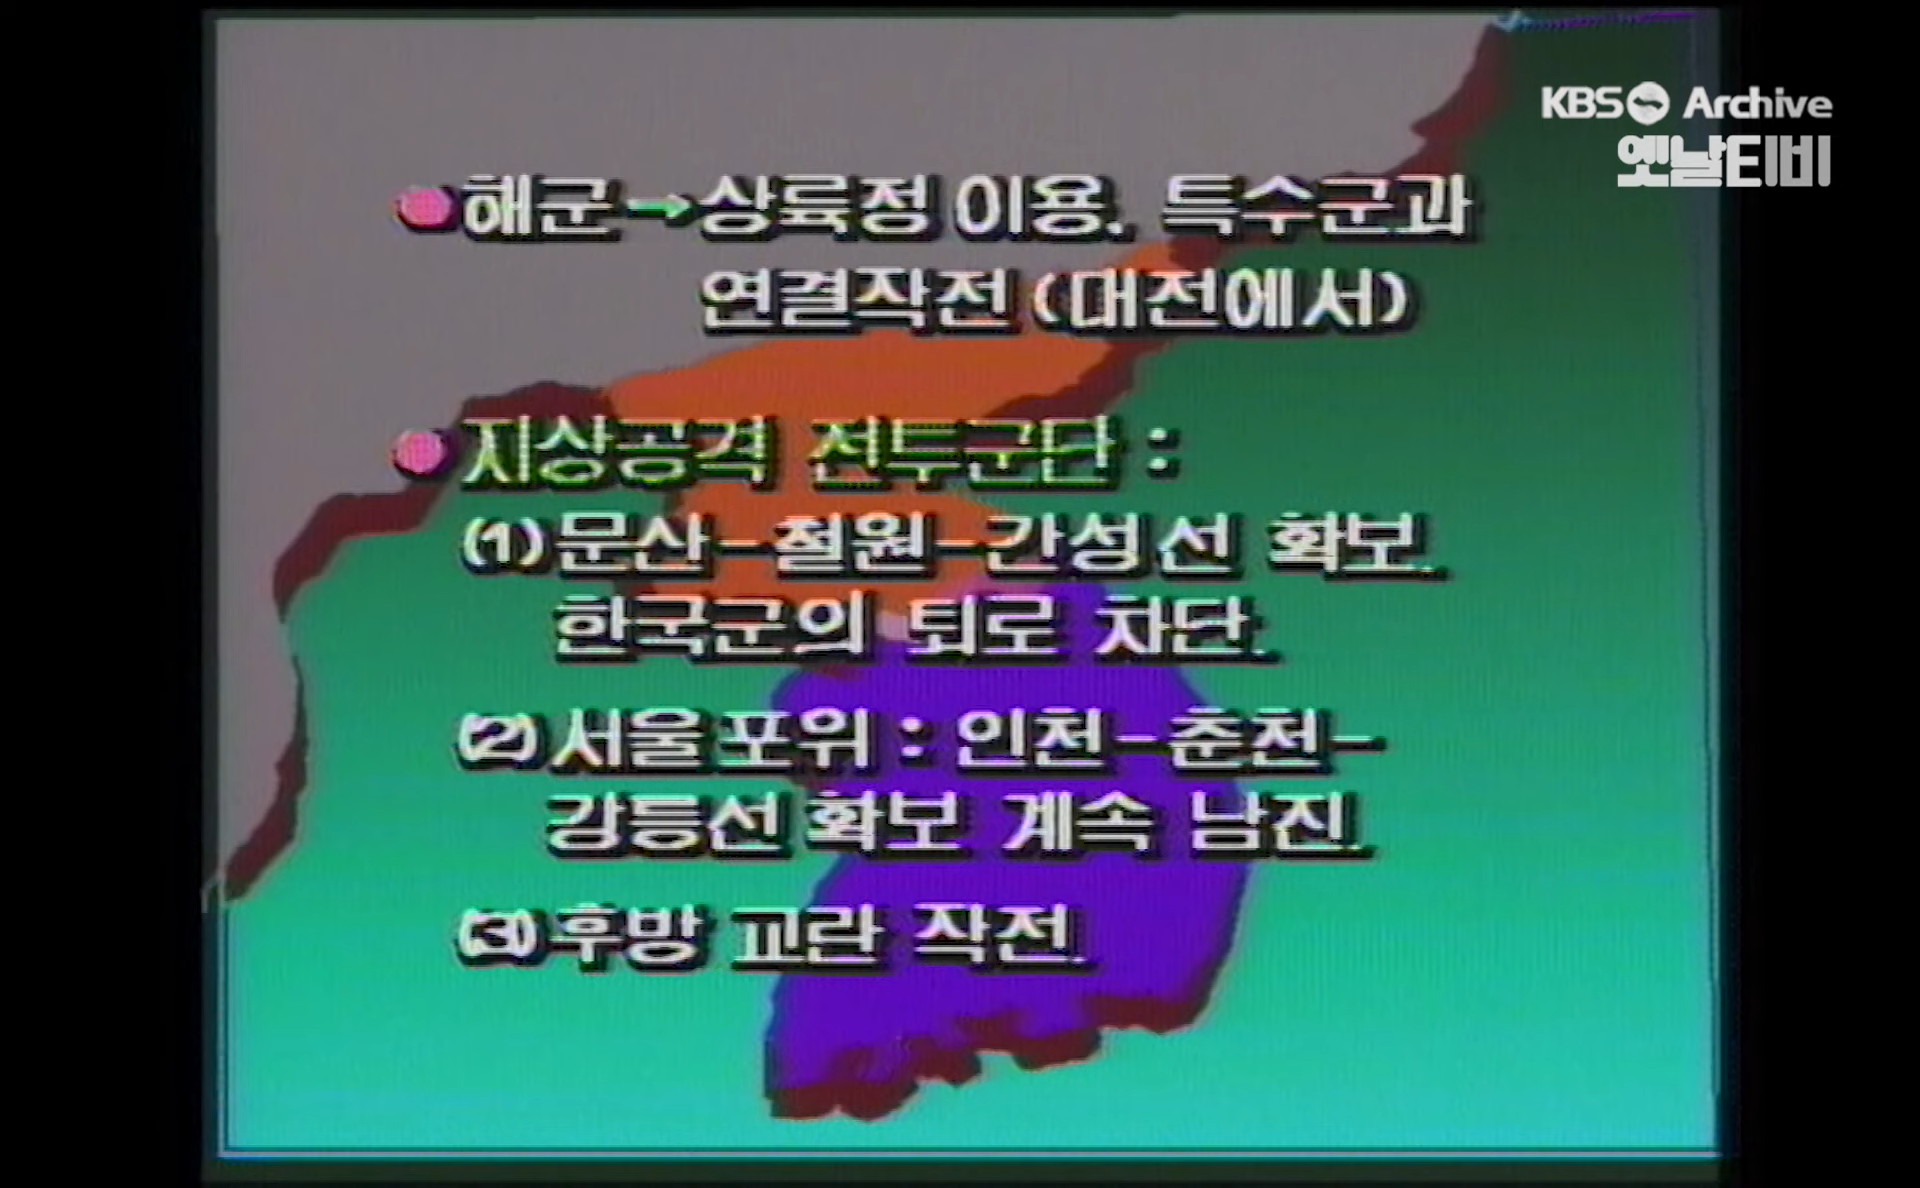 KBS Archive
옛날티비
해군→상륙정 이용. 특수군과
연결작전 (대전에서)
지상공격 전투군단 :
(1) 문산-철원-간성선 확보.
한국군의 퇴로 차단.
(2) 서울포위 : 인천-춘천-
강릉선 확보 계속 남진.
(3) 후방 교란 작전.